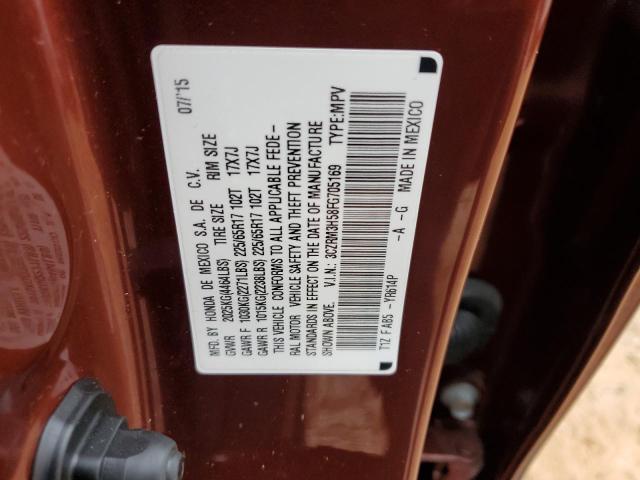 MFD. BY HONDA DE MEXICO S.A. DE C.V. 07/'15
GVWR 2025KG(4464LBS) TIRE SIZE RIM SIZE
GAWR F 1030KG(2271LBS) 225/65R17 102T 17X7J
GAWR R 1015KG(2238LBS) 225/65R17 102T 17X7J
THIS VEHICLE CONFORMS TO ALL APPLICABLE FEDE-
RAL MOTOR VEHICLE SAFETY AND THEFT PREVENTION
STANDARDS IN EFFECT ON THE DATE OF MANUFACTURE
SHOWN ABOVE. V.I.N.: 3CZRM3H58FG705169 TYPE:MPV
T1Z FAB5 -YR614P -A -G MADE IN MEXICO